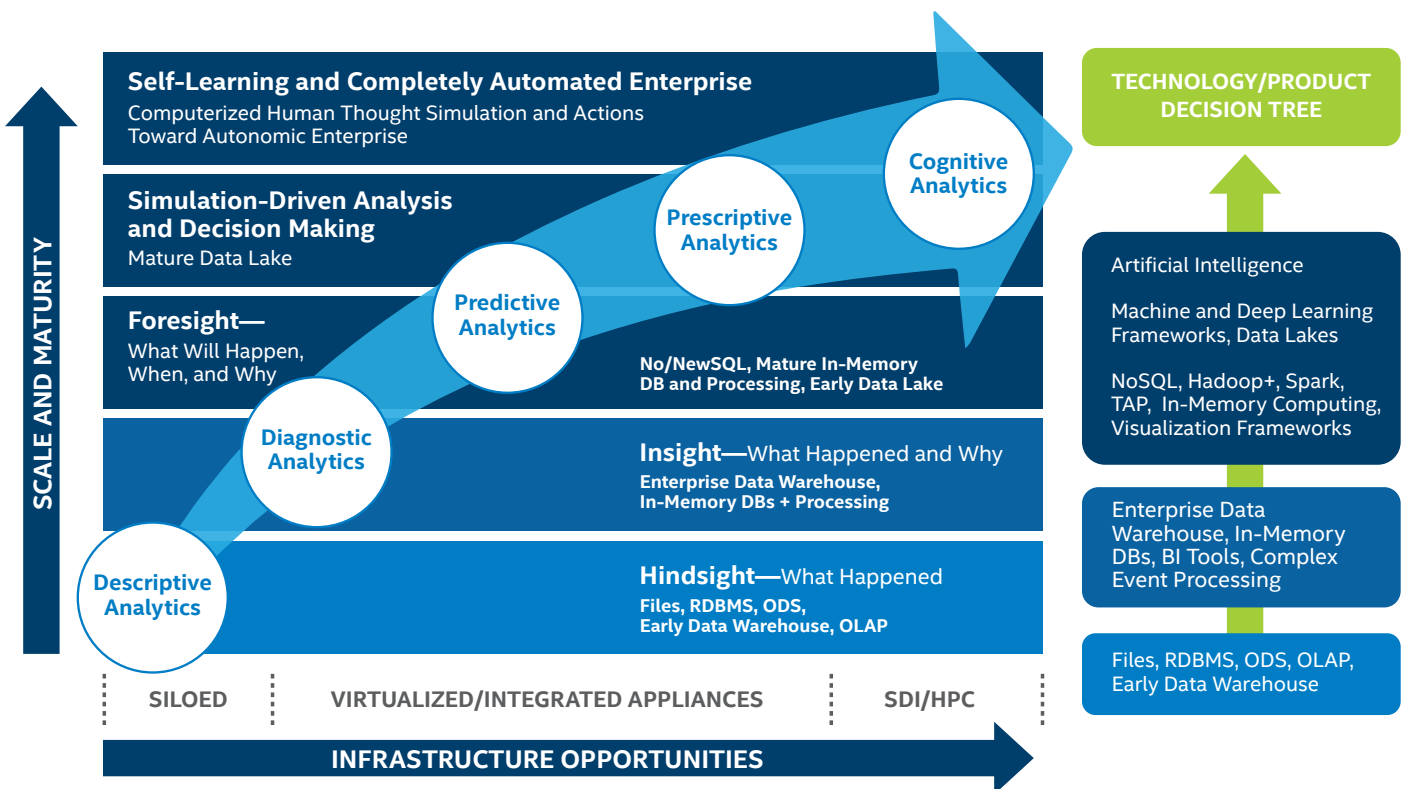 Self-Learning and Completely Automated Enterprise
Computerized Human Thought Simulation and Actions
Toward Autonomic Enterprise
Simulation-Driven Analysis
and Decision Making
Mature Data Lake
Foresight—
What Will Happen,
When, and Why
No/NewSQL, Mature In-Memory
DB and Processing, Early Data Lake
Insight—What Happened and Why
Enterprise Data Warehouse,
In-Memory DBs + Processing
Hindsight—What Happened
Files, RDBMS, ODS,
Early Data Warehouse, OLAP
Descriptive
Analytics
Diagnostic
Analytics
Predictive
Analytics
Prescriptive
Analytics
Cognitive
Analytics
SCALE AND MATURITY
SILOED
VIRTUALIZED/INTEGRATED APPLIANCES
SDI/HPC
INFRASTRUCTURE OPPORTUNITIES
TECHNOLOGY/PRODUCT
DECISION TREE
Artificial Intelligence
Machine and Deep Learning
Frameworks, Data Lakes
NoSQL, Hadoop+, Spark,
TAP, In-Memory Computing,
Visualization Frameworks
Enterprise Data
Warehouse, In-Memory
DBs, BI Tools, Complex
Event Processing
Files, RDBMS, ODS, OLAP,
Early Data Warehouse